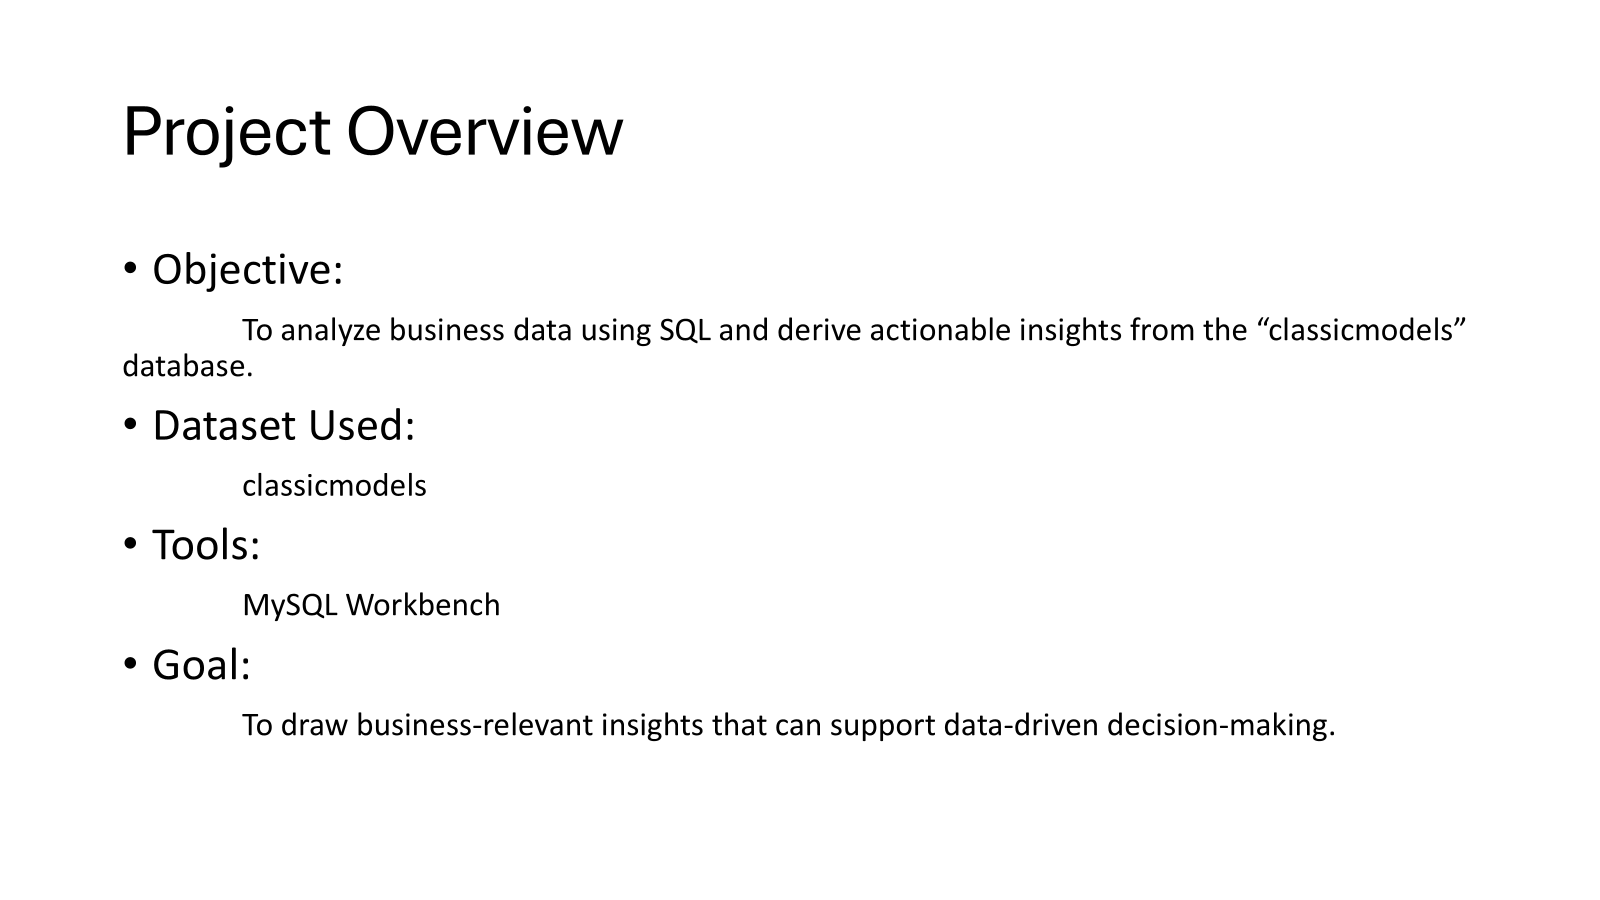 Project Overview
• Objective:
To analyze business data using SQL and derive actionable insights from the “classicmodels”
database.
• Dataset Used:
classicmodels
• Tools:
MySQL Workbench
• Goal:
To draw business-relevant insights that can support data-driven decision-making.